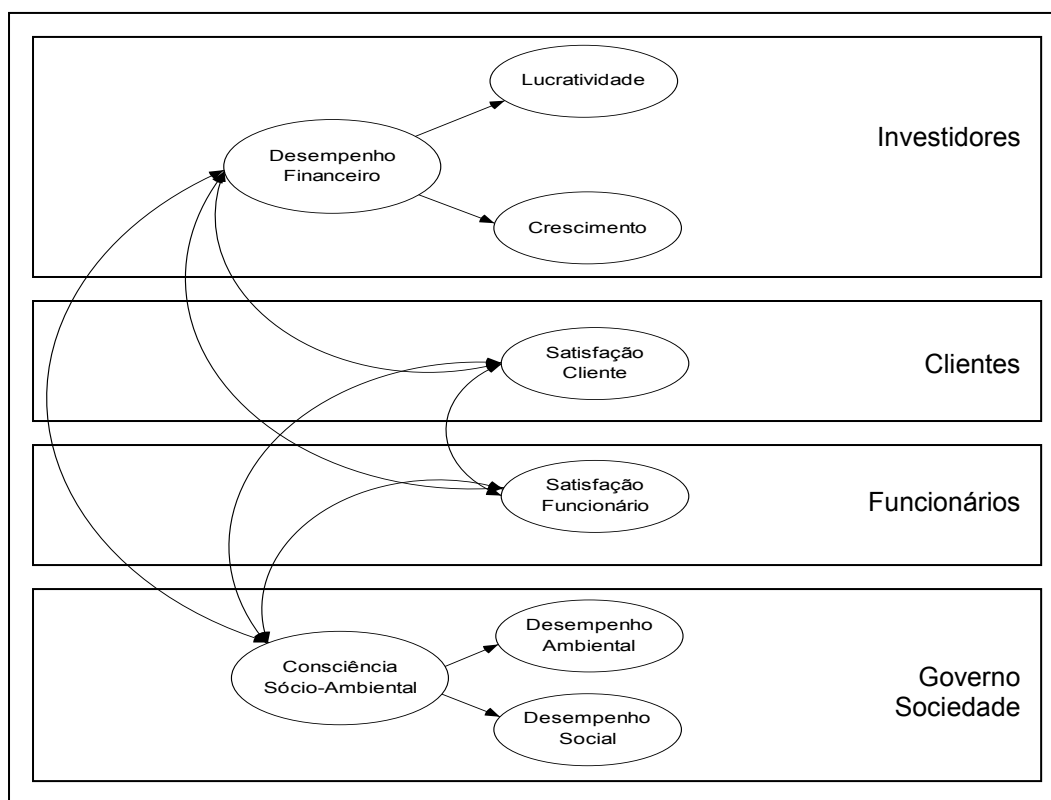 Lucratividade
Desempenho
Financeiro
Investidores
Crescimento
Satisfação
Cliente
Clientes
Satisfação
Funcionário
Funcionários
Desempenho
Ambiental
Consciência
Sócio-Ambiental
Governo
Sociedade
Desempenho
Social